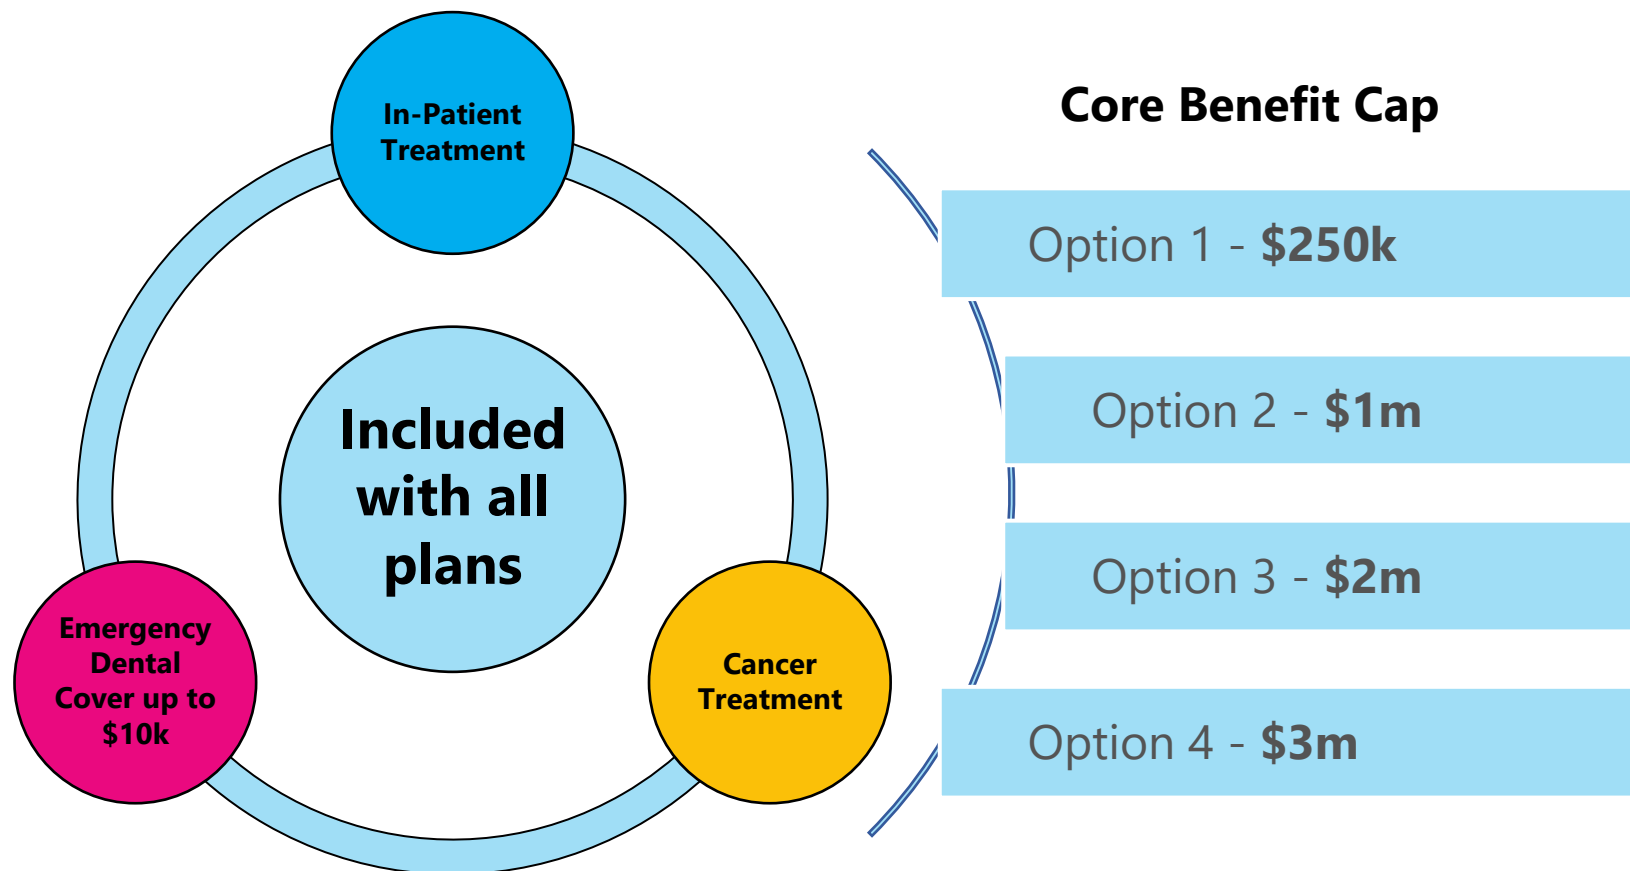 In-Patient
Treatment
Included
with all
plans
Emergency
Dental
Cover up to
$10k
Cancer
Treatment
Core Benefit Cap
Option 1 - $250k
Option 2 - $1m
Option 3 - $2m
Option 4 - $3m